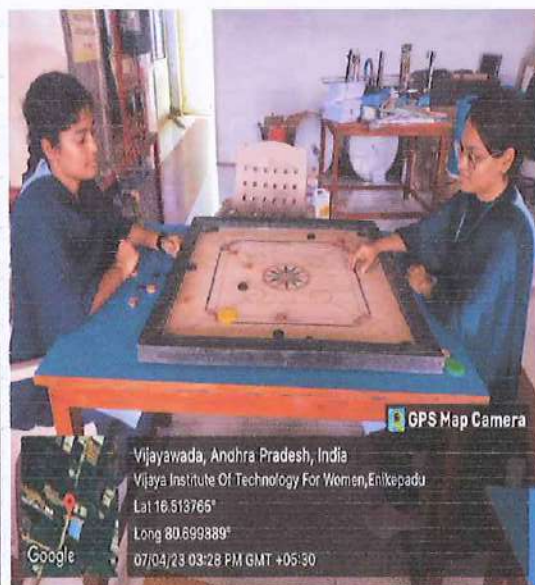 GPS Map Camera
Vijayawada, Andhra Pradesh, India
Vijaya Institute Of Technology For Women,Enikepadu
Lat 16.513765°
Long 80.699889°
07/04/23 03:28 PM GMT +05:30
Google